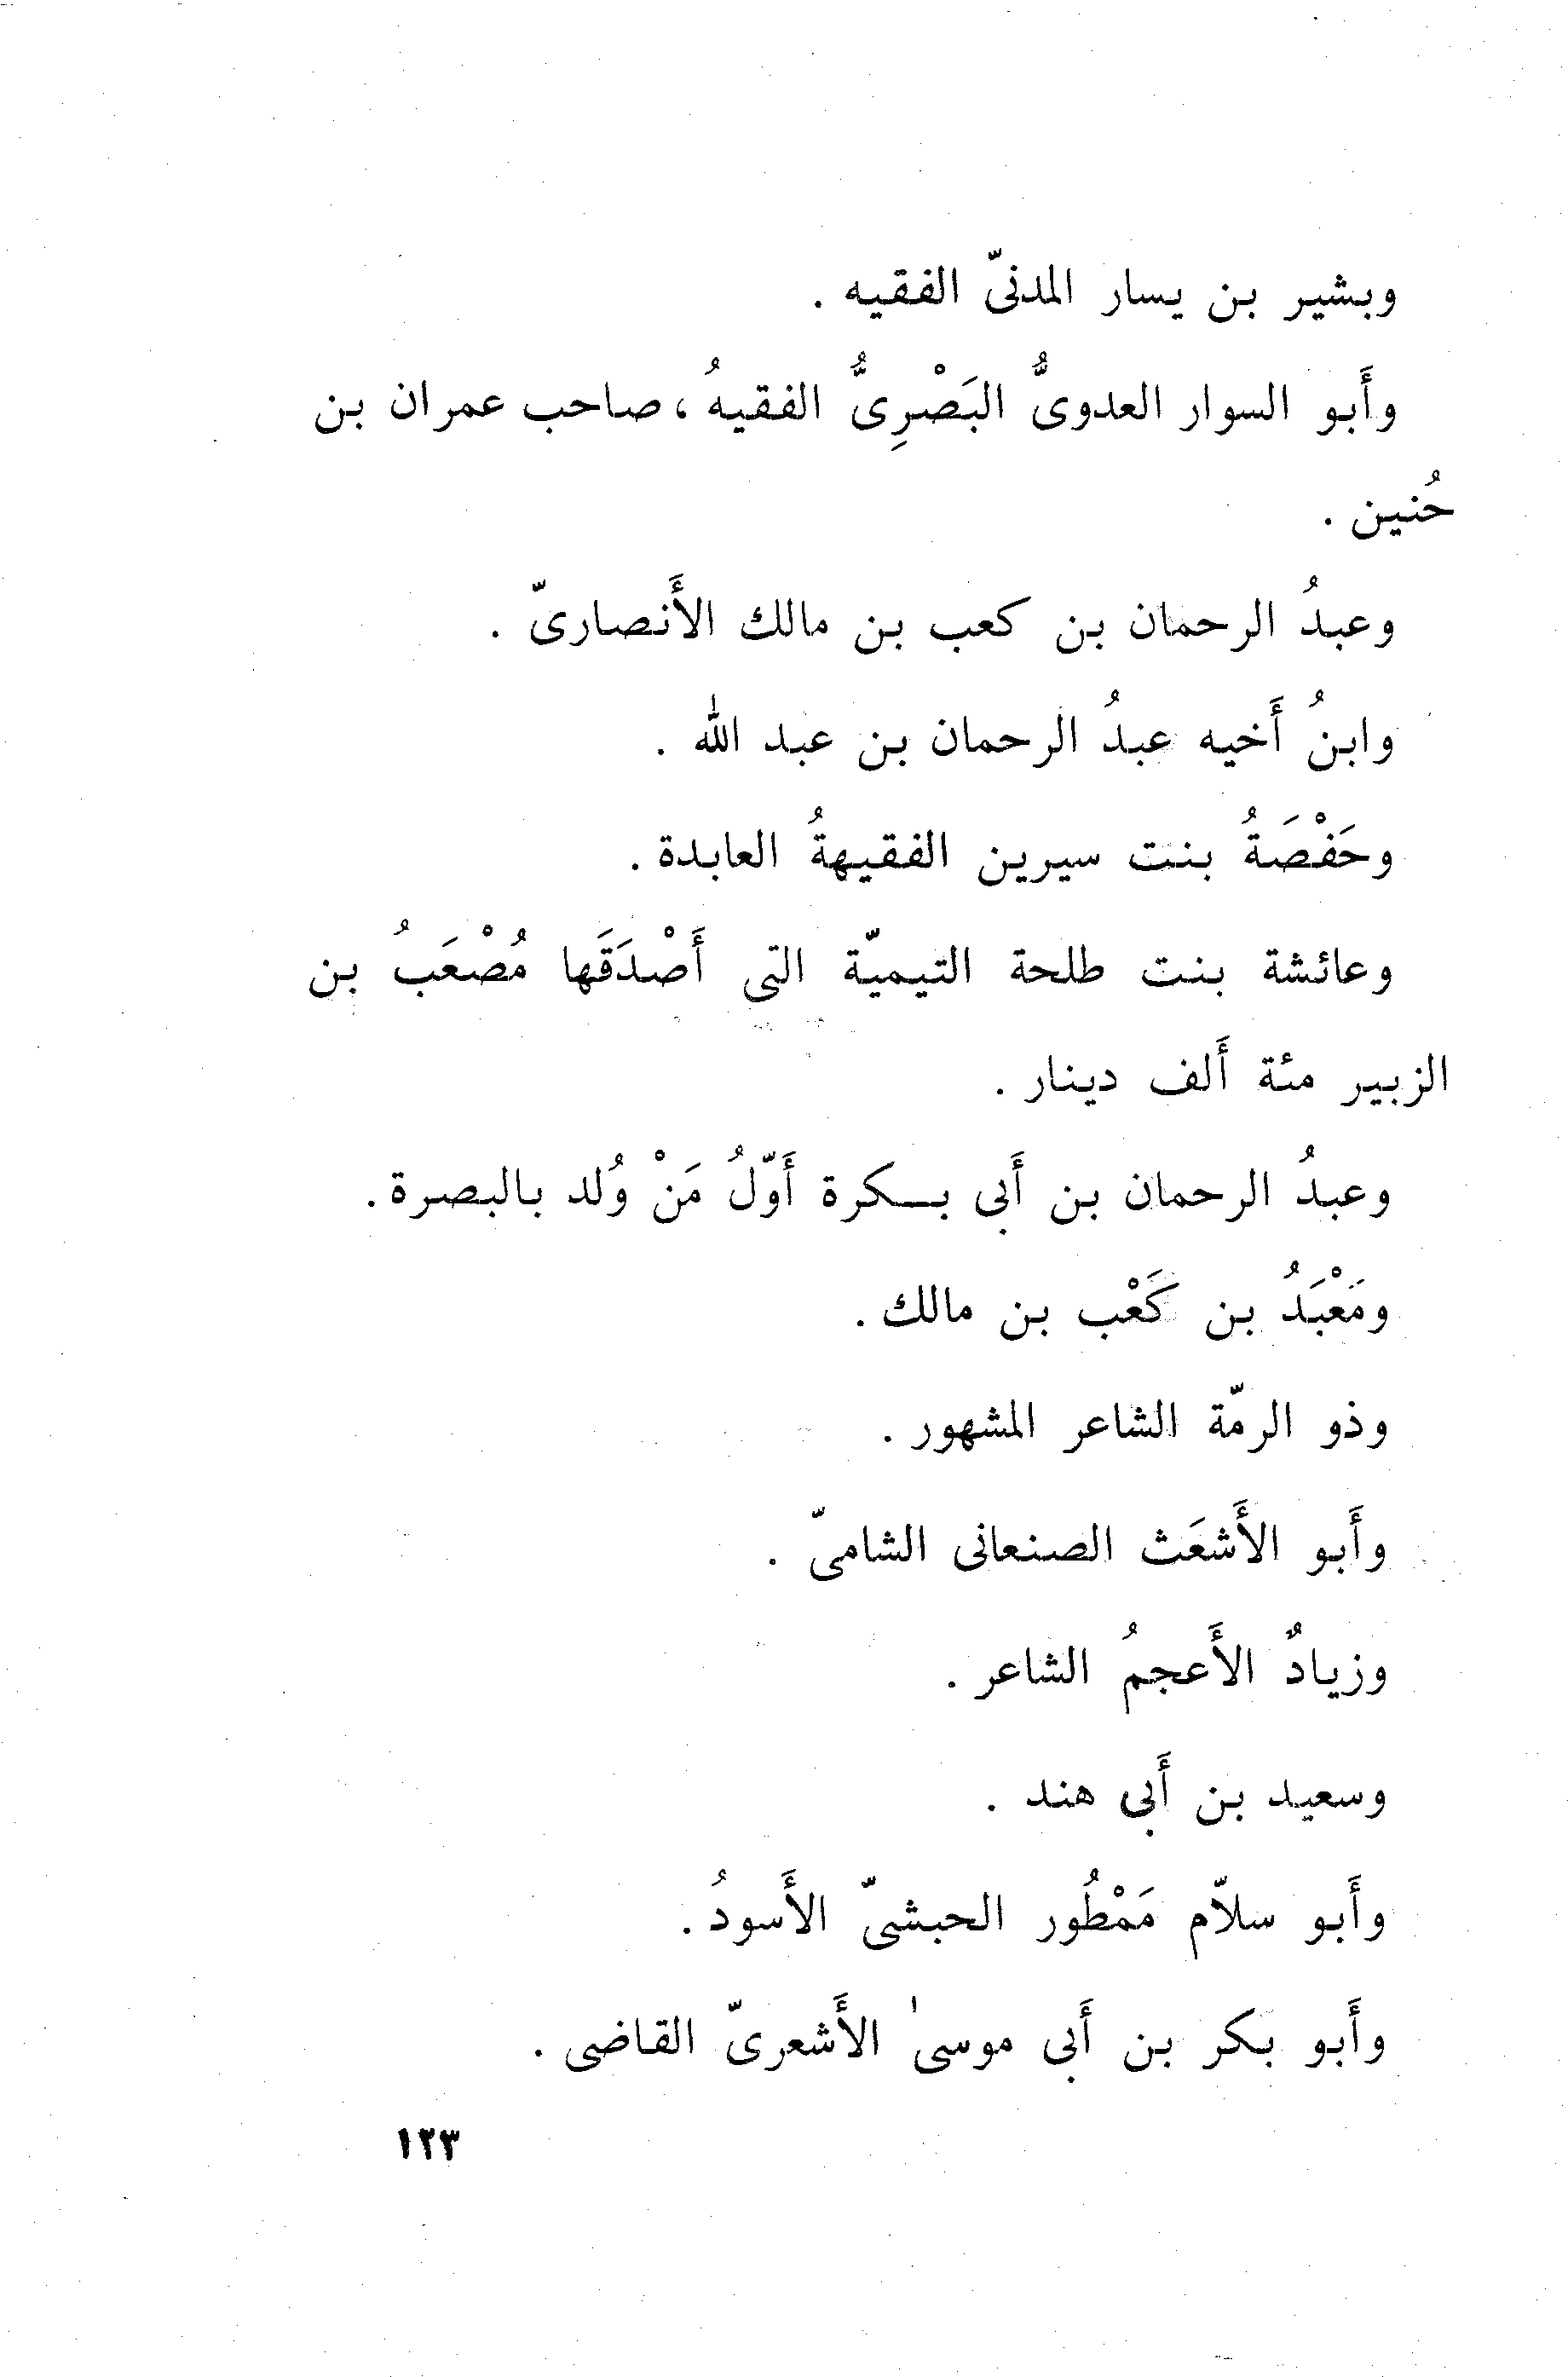 وبشير بن يسار المدنىّ الفقيه .
وأَبو السوار العدوىُّ البَصْرِىُّ الفقيهُ ، صاحب عمران بن
حُنين .
وعبدُ الرحمان بن كعب بن مالك الأَنصارىّ .
وابنُ أَخيه عبدُ الرحمان بن عبد الله .
وحَفْصَةُ بنت سيرين الفقيهةُ العابدة .
وعائشة بنت طلحة التيميّة التى أَصْدَقَها مُصْعَبُ بن
الزبير مئة أَلف دينار .
وعبدُ الرحمان بن أَبى بكرة أَوّلُ مَنْ وُلد بالبصرة .
ومَعْبَدُ بن كَعْب بن مالك .
وذو الرمّة الشاعر المشهور .
وأَبو الأَشعَث الصنعانى الشامىّ .
وزيادٌ الأَعجمُ الشاعر .
وسعيد بن أَبى هند .
وأَبو سلاّم مَمْطُور الحبشىّ الأَسودُ .
وأَبو بكر بن أَبى موسىٰ الأَشعرىّ القاضى .
١٢٣